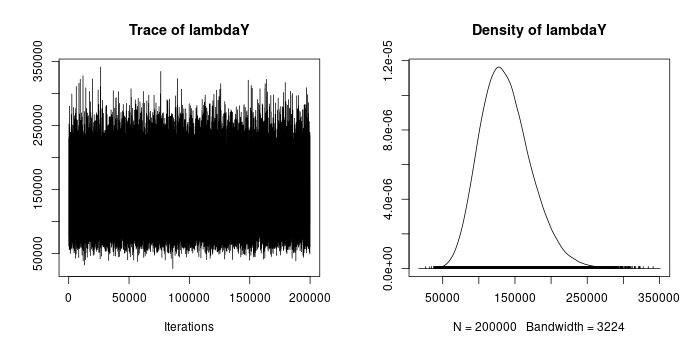 Trace of lambdaY
350000
250000
150000
50000
0 50000 100000 150000 200000
Iterations
Density of lambdaY
1.2e-05
8.0e-06
4.0e-06
0.0e+00
50000 150000 250000 350000
N = 200000 Bandwidth = 3224